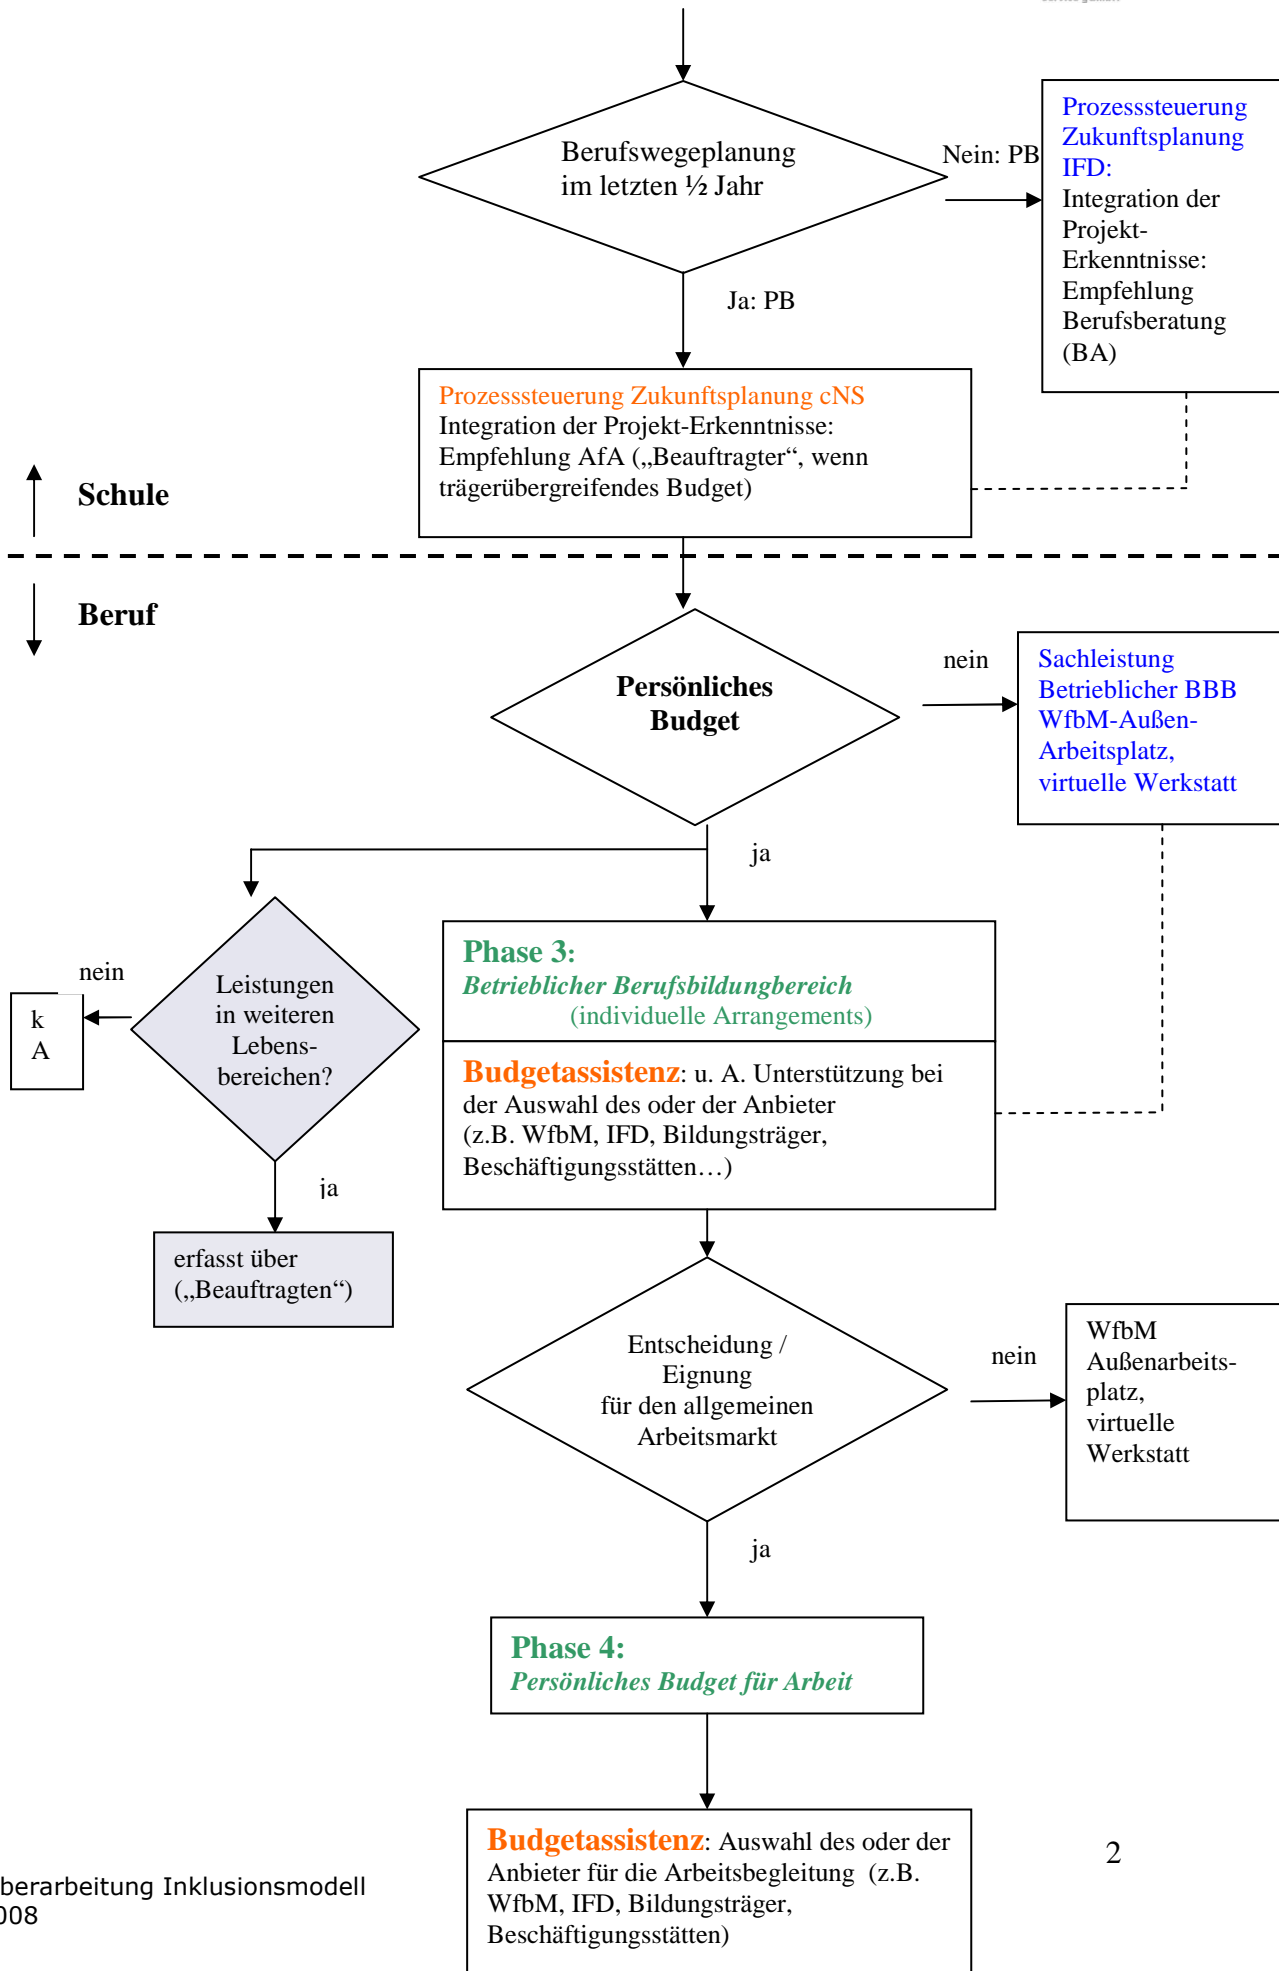 Berufswegeplanung
im letzten ½ Jahr
Nein: PB
Prozesssteuerung
Zukunftsplanung
IFD:
Integration der
Projekt-
Erkenntnisse:
Empfehlung
Berufsberatung
(BA)
Ja: PB
Prozesssteuerung Zukunftsplanung cNS
Integration der Projekt-Erkenntnisse:
Empfehlung AfA („Beauftragter“, wenn
trägerübergreifendes Budget)
Schule
Beruf
Persönliches
Budget
nein
Sachleistung
Betrieblicher BBB
WfbM-Außen-
Arbeitsplatz,
virtuelle Werkstatt
ja
nein
k
A
Leistungen
in weiteren
Lebens-
bereichen?
ja
erfasst über
(„Beauftragten“)
Phase 3:
Betrieblicher Berufsbildungbereich
(individuelle Arrangements)
Budgetassistenz: u. A. Unterstützung bei
der Auswahl des oder der Anbieter
(z.B. WfbM, IFD, Bildungsträger,
Beschäftigungsstätten…)
Entscheidung /
Eignung
für den allgemeinen
Arbeitsmarkt
nein
WfbM
Außenarbeits-
platz,
virtuelle
Werkstatt
ja
Phase 4:
Persönliches Budget für Arbeit
Budgetassistenz: Auswahl des oder der
Anbieter für die Arbeitsbegleitung (z.B.
WfbM, IFD, Bildungsträger,
Beschäftigungsstätten)
2
berarbeitung Inklusionsmodell
008